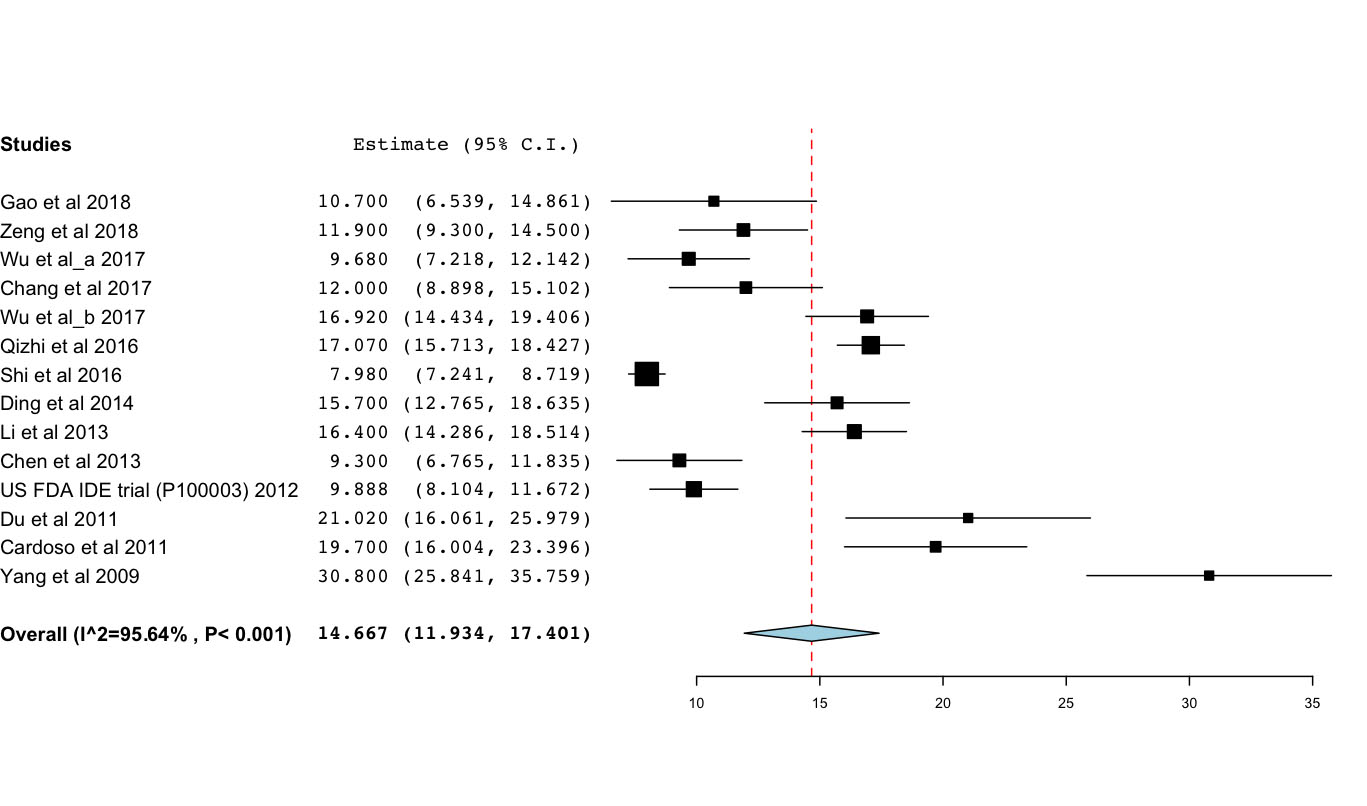 Studies Estimate (95% C.I.)
Gao et al 2018 10.700 (6.539, 14.861)
Zeng et al 2018 11.900 (9.300, 14.500)
Wu et al_a 2017 9.680 (7.218, 12.142)
Chang et al 2017 12.000 (8.898, 15.102)
Wu et al_b 2017 16.920 (14.434, 19.406)
Qizhi et al 2016 17.070 (15.713, 18.427)
Shi et al 2016 7.980 (7.241, 8.719)
Ding et al 2014 15.700 (12.765, 18.635)
Li et al 2013 16.400 (14.286, 18.514)
Chen et al 2013 9.300 (6.765, 11.835)
US FDA IDE trial (P100003) 2012 9.888 (8.104, 11.672)
Du et al 2011 21.020 (16.061, 25.979)
Cardoso et al 2011 19.700 (16.004, 23.396)
Yang et al 2009 30.800 (25.841, 35.759)
Overall (I^2=95.64% , P< 0.001) 14.667 (11.934, 17.401)
10 15 20 25 30 35